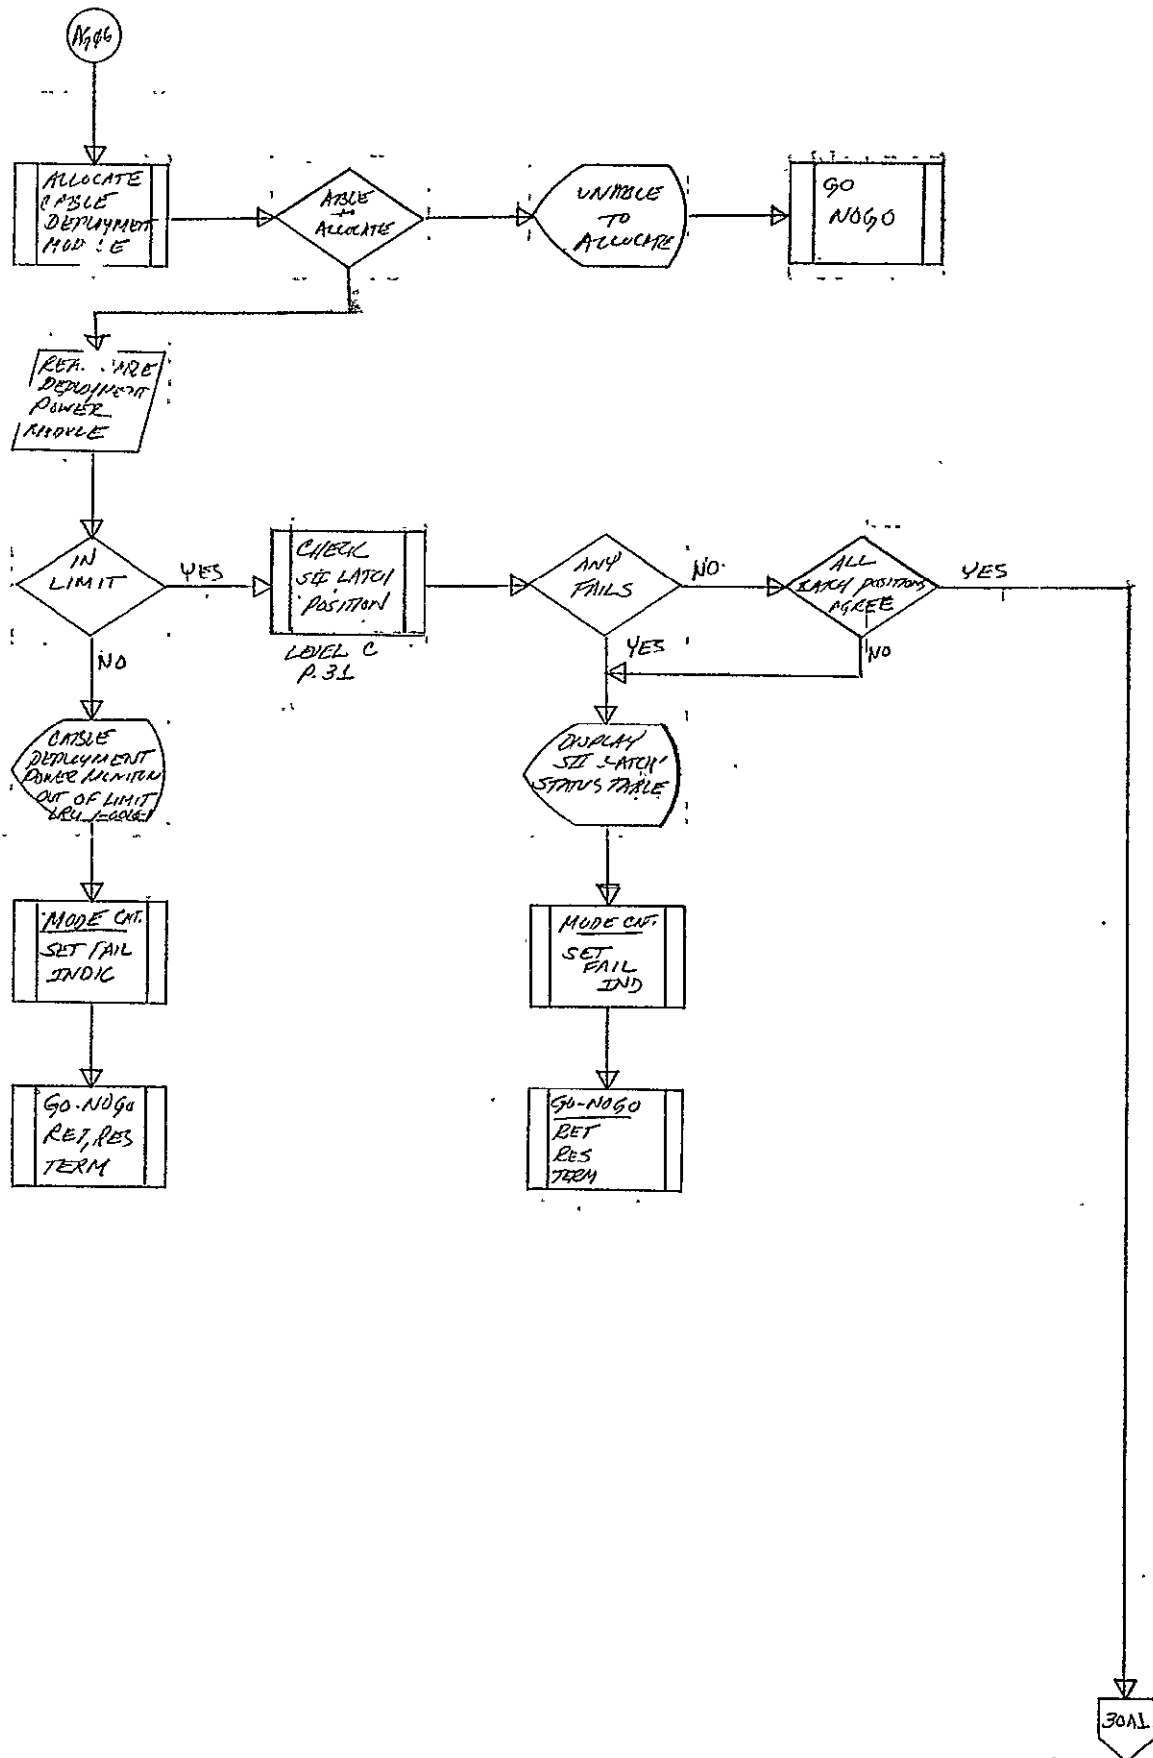 ALLOCATE
CABLE
DEPLOYMENT
ABLE
TO
ALLOCATE
UNABLE
TO
ALLOCATE
GO
NOGO
DEPLOYMENT
POWER
MODULE
IN
LIMIT
YES
CHECK
SII LATCH
POSITION
LEVEL C
P.31
ANY
FAILS
NO
ALL
LATCH POSITIONS
AGREE
YES
NO
YES
NO
CABLE
DEPLOYMENT
POWER MONITOR
OUT OF LIMIT
DISPLAY
SII LATCH
STATUS TABLE
MODE CNT.
SET FAIL
INDIC
MODE CNT.
SET
FAIL
IND
GO-NOGO
RET, RES
TERM
GO-NOGO
RET
RES
TERM
30A1